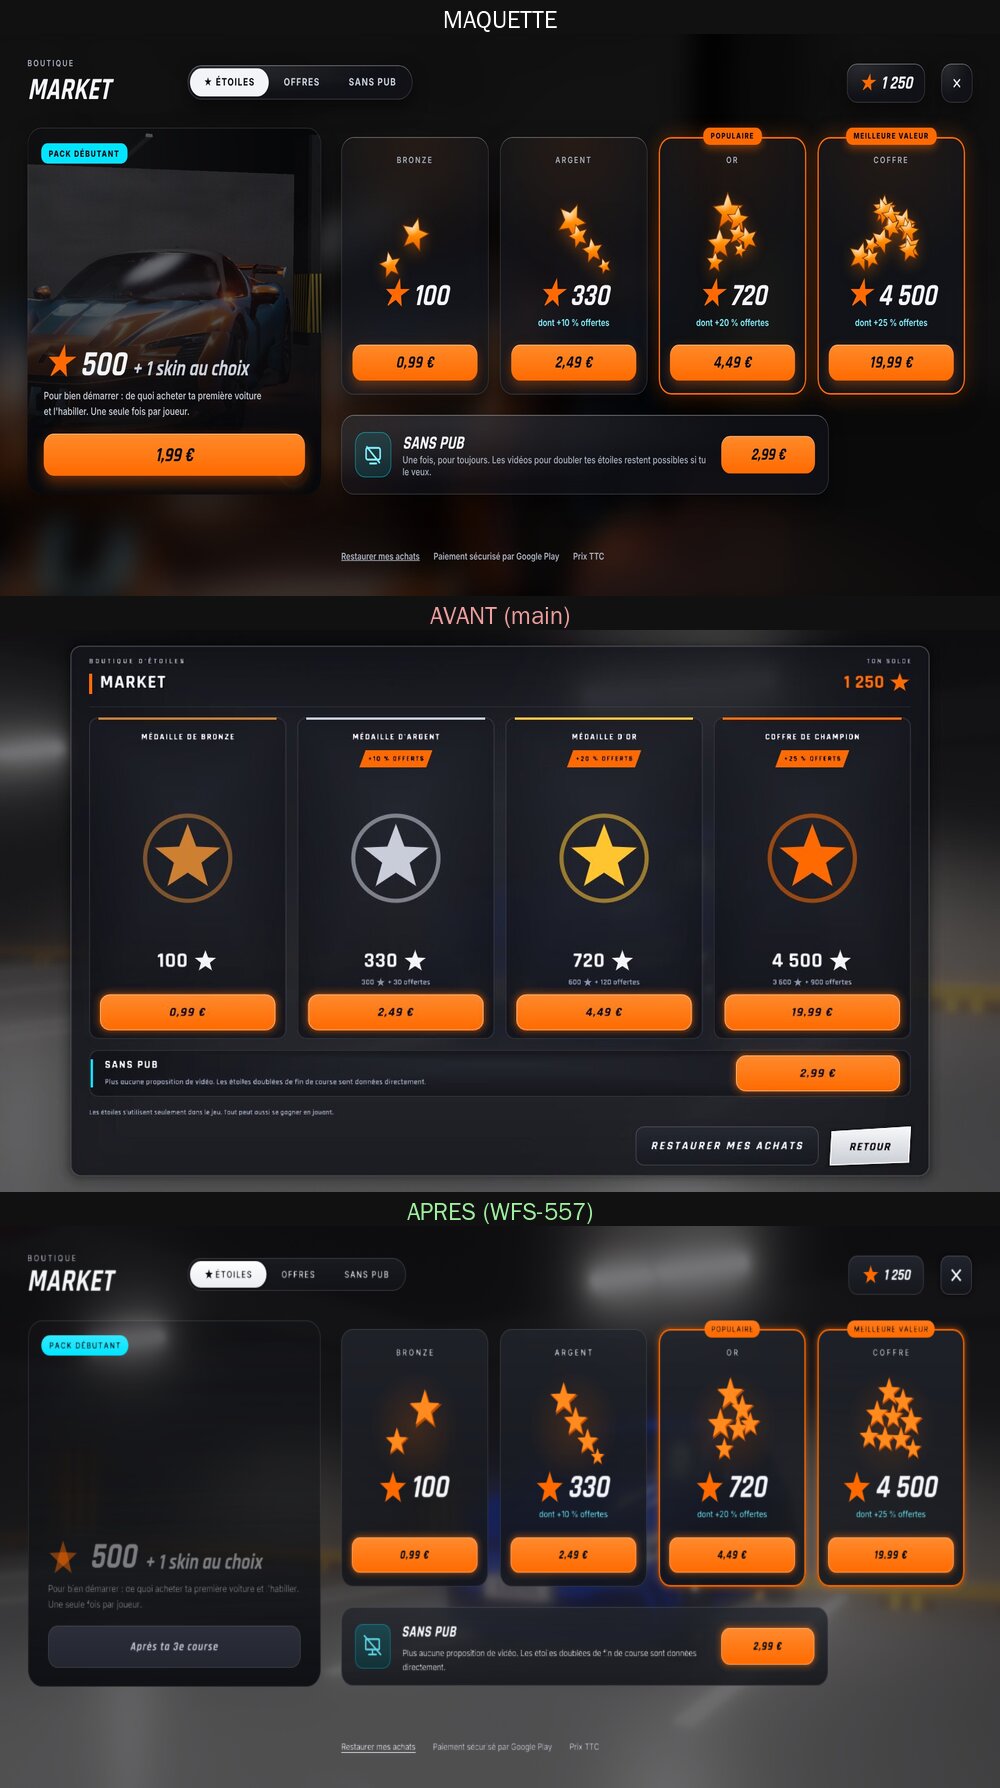 MAQUETTE
BOUTIQUE
MARKET
★ ÉTOILES
OFFRES
SANS PUB
1 250
×
PACK DÉBUTANT
500 + 1 skin au choix
Pour bien démarrer : de quoi acheter ta première voiture
et l'habiller. Une seule fois par joueur.
1,99 €
BRONZE
100
0,99 €
ARGENT
330
dont +10 % offertes
2,49 €
POPULAIRE
OR
720
dont +20 % offertes
4,49 €
MEILLEURE VALEUR
COFFRE
4 500
dont +25 % offertes
19,99 €
SANS PUB
Une fois, pour toujours. Les vidéos pour doubler tes étoiles restent possibles si tu
le veux.
2,99 €
Restaurer mes achats
Paiement sécurisé par Google Play
Prix TTC
AVANT (main)
BOUTIQUE D'ÉTOILES
MARKET
TON SOLDE
1 250 ★
MÉDAILLE DE BRONZE
100 ★
0,99 €
MÉDAILLE D'ARGENT
+10 % OFFERTS
330 ★
300 ★ + 30 offertes
2,49 €
MÉDAILLE D'OR
+20 % OFFERTS
720 ★
600 ★ + 120 offertes
4,49 €
COFFRE DE CHAMPION
+25 % OFFERTS
4 500 ★
3 600 ★ + 900 offertes
19,99 €
SANS PUB
Plus aucune proposition de vidéo. Les étoiles doublées de fin de course sont données directement.
2,99 €
Les étoiles s'utilisent seulement dans le jeu. Tout peut aussi se gagner en jouant.
RESTAURER MES ACHATS
RETOUR
APRES (WFS-557)
BOUTIQUE
MARKET
★ ÉTOILES
OFFRES
SANS PUB
1 250
X
PACK DÉBUTANT
500 + 1 skin au choix
Pour bien démarrer : de quoi acheter ta première voiture et l'habiller.
Une seule fois par joueur.
Après ta 3e course
BRONZE
100
0,99 €
ARGENT
330
dont +10 % offertes
2,49 €
POPULAIRE
OR
720
dont +20 % offertes
4,49 €
MEILLEURE VALEUR
COFFRE
4 500
dont +25 % offertes
19,99 €
SANS PUB
Plus aucune proposition de vidéo. Les étoiles doublées de fin de course sont données
directement.
2,99 €
Restaurer mes achats
Paiement sécurisé par Google Play
Prix TTC